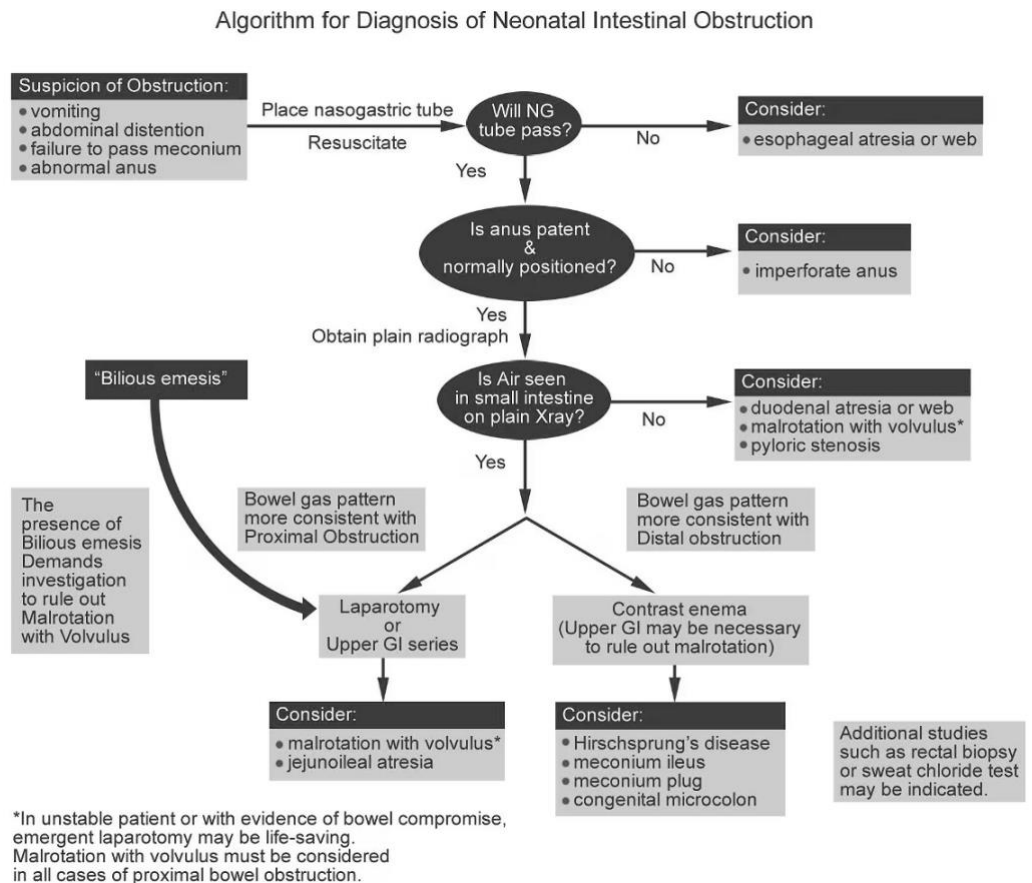 Algorithm for Diagnosis of Neonatal Intestinal Obstruction
Suspicion of Obstruction:
• vomiting
• abdominal distention
• failure to pass meconium
• abnormal anus
Place nasogastric tube
Resuscitate
Will NG
tube pass?
No
Consider:
• esophageal atresia or web
Yes
Is anus patent
&
normally positioned?
No
Consider:
• imperforate anus
Yes
Obtain plain radiograph
"Bilious emesis"
Is Air seen
in small intestine
on plain Xray?
No
Consider:
• duodenal atresia or web
• malrotation with volvulus*
• pyloric stenosis
Yes
The
presence of
Bilious emesis
Demands
investigation
to rule out
Malrotation
with Volvulus
Bowel gas pattern
more consistent with
Proximal Obstruction
Bowel gas pattern
more consistent with
Distal obstruction
Laparotomy
or
Upper GI series
Contrast enema
(Upper GI may be necessary
to rule out malrotation)
Consider:
• malrotation with volvulus*
• jejunoileal atresia
Consider:
• Hirschsprung's disease
• meconium ileus
• meconium plug
• congenital microcolon
Additional studies
such as rectal biopsy
or sweat chloride test
may be indicated.
*In unstable patient or with evidence of bowel compromise,
emergent laparotomy may be life-saving.
Malrotation with volvulus must be considered
in all cases of proximal bowel obstruction.